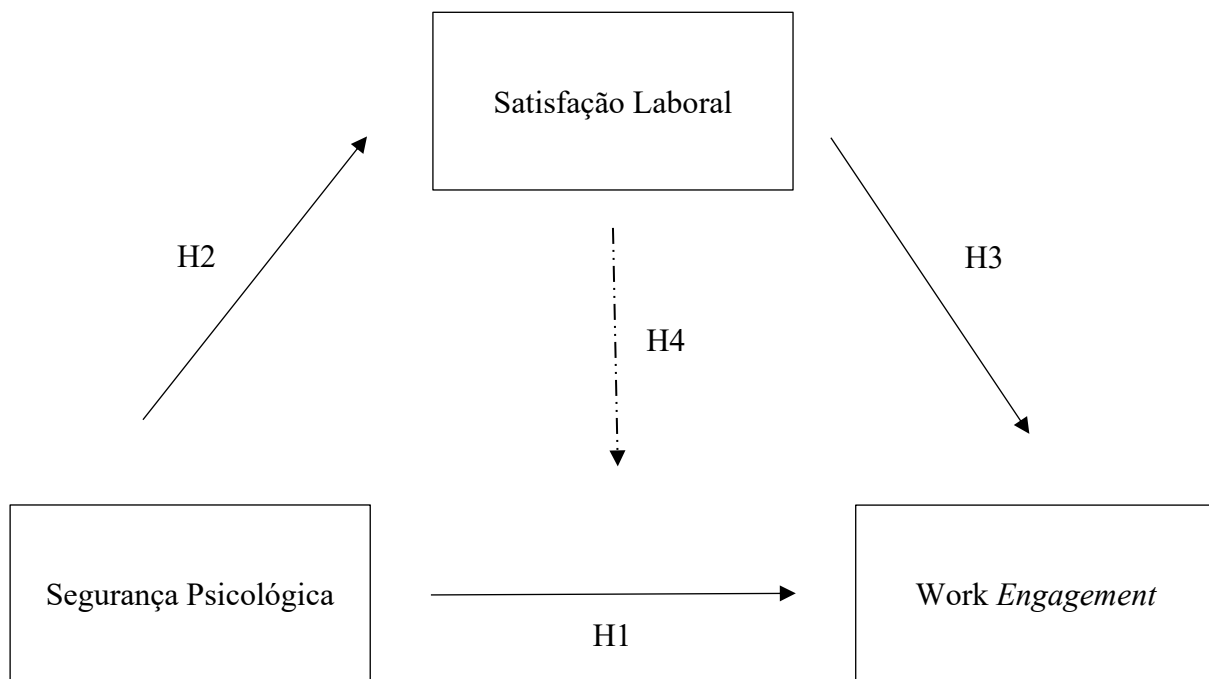 Satisfação Laboral
H2
H3
H4
Segurança Psicológica
Work Engagement
H1